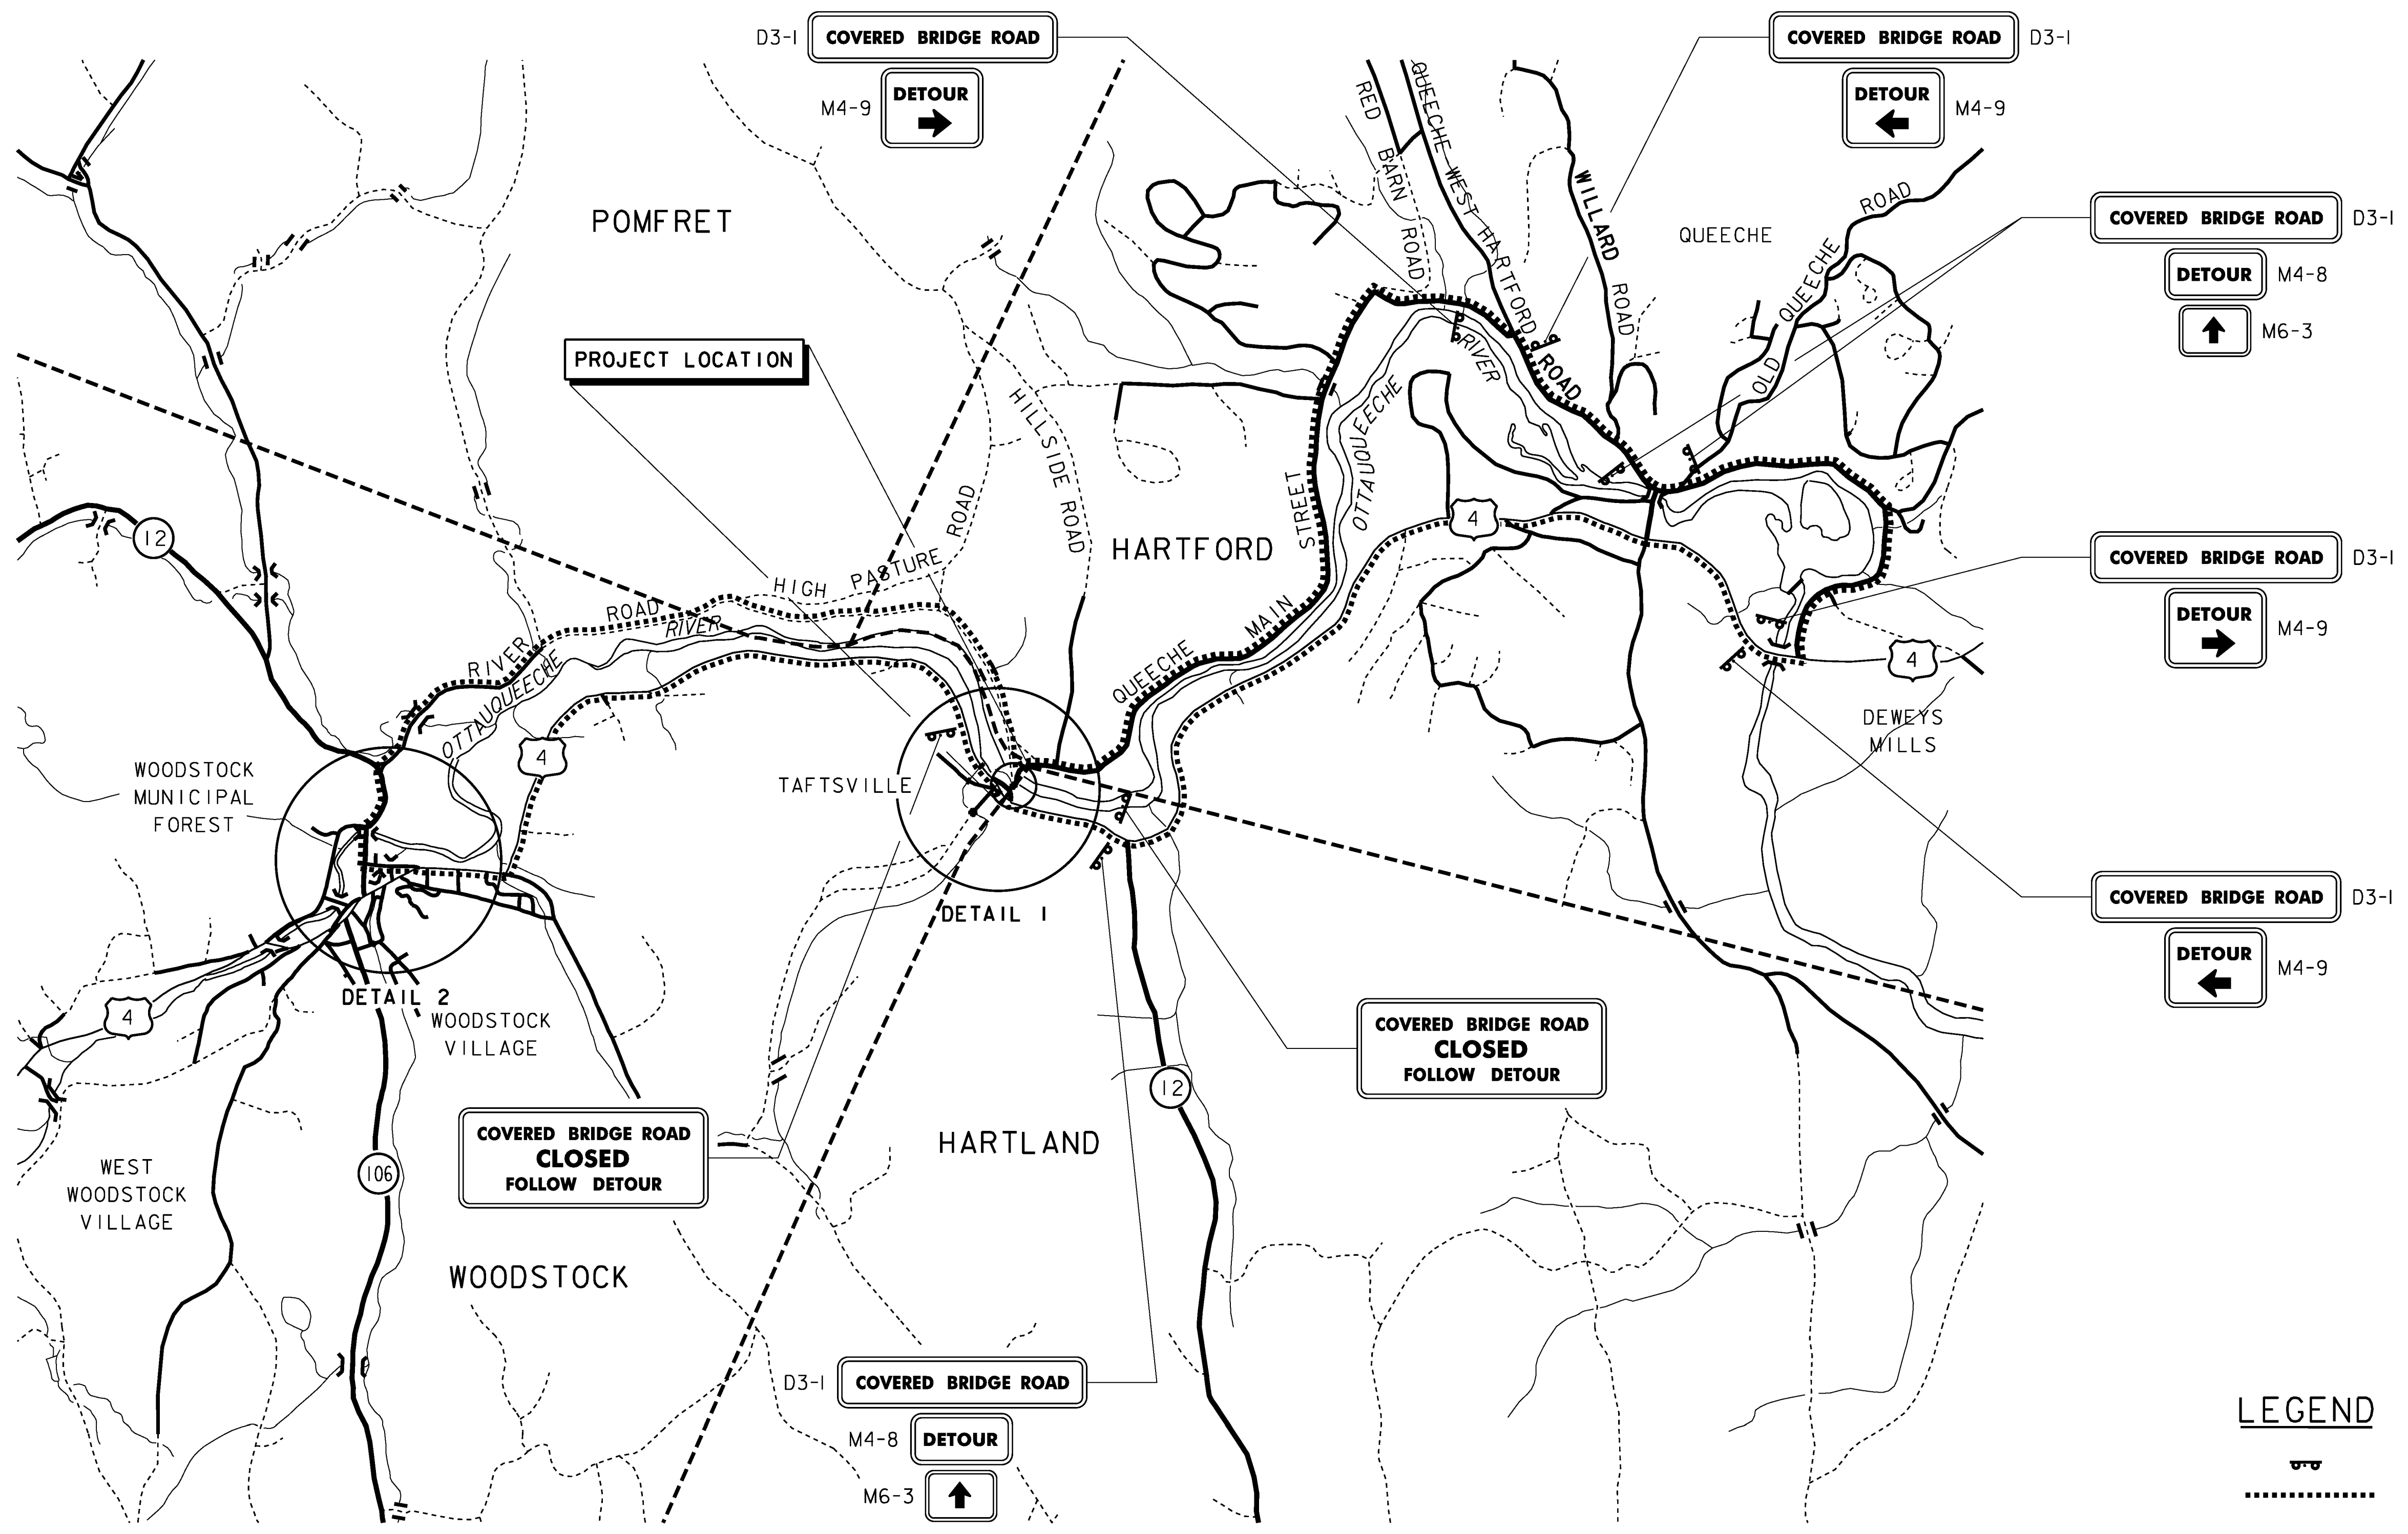 D3-1
COVERED BRIDGE ROAD
M4-9
DETOUR
COVERED BRIDGE ROAD
D3-1
DETOUR
M4-9
COVERED BRIDGE ROAD
D3-1
DETOUR
M4-8
M6-3
POMFRET
RED
BARN
ROAD
QUEECHE WEST HARTFORD
ROAD
WILLARD
ROAD
QUEECHE
OLD
QUEECHE
ROAD
PROJECT LOCATION
HILLSIDE ROAD
RIVER
OTTAUQUEECHE
12
4
HARTFORD
HIGH
PASTURE
ROAD
QUEECHE
MAIN
STREET
COVERED BRIDGE ROAD
D3-1
DETOUR
M4-9
RIVER
ROAD
OTTAUQUEECHE
RIVER
4
4
DEWEYS
MILLS
WOODSTOCK
MUNICIPAL
FOREST
TAFTSVILLE
DETAIL 1
COVERED BRIDGE ROAD
D3-1
DETOUR
M4-9
DETAIL 2
4
WOODSTOCK
VILLAGE
COVERED BRIDGE ROAD
CLOSED
FOLLOW DETOUR
12
COVERED BRIDGE ROAD
CLOSED
FOLLOW DETOUR
HARTLAND
106
WEST
WOODSTOCK
VILLAGE
WOODSTOCK
D3-1
COVERED BRIDGE ROAD
M4-8
DETOUR
M6-3
LEGEND